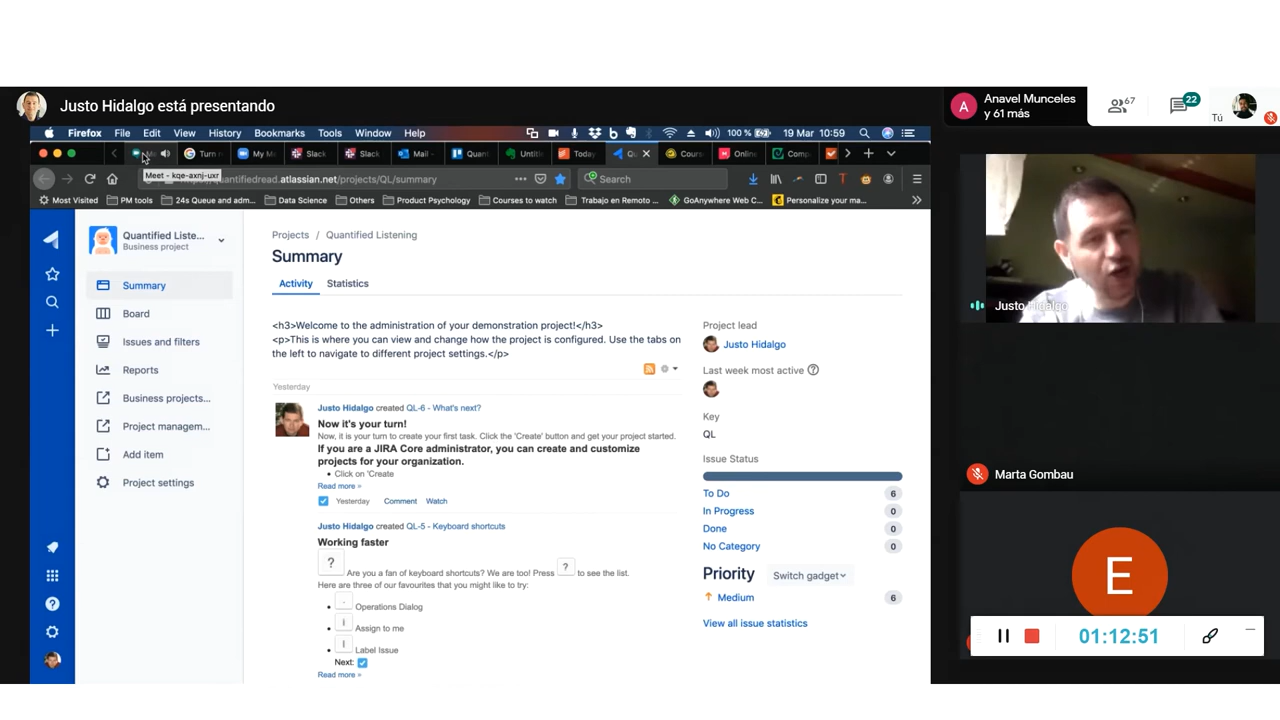 Justo Hidalgo está presentando
Anavel Munceles
y 61 más
67
22
Tú
A
Firefox File Edit View History Bookmarks Tools Window Help
100 % 19 Mar 10:59
Turn
My M
Slack
Slack
Mail -
Quan
Untitl
Today
Cours
Online
Comp
Meet - kqe-axnj-uxr
uantifiedread.atlassian.net/projects/QL/summary
Search
Most Visited
PM tools
24s Queue and adm...
Data Science
Others
Product Psychology
Courses to watch
Trabajo en Remoto ...
GoAnywhere Web C...
Personalize your ma...
Quantified Liste...
Business project
Summary
Board
Issues and filters
Reports
Business projects...
Project managem...
Add item
Project settings
Projects / Quantified Listening
Summary
Activity Statistics
<h3>Welcome to the administration of your demonstration project!</h3>
<p>This is where you can view and change how the project is configured. Use the tabs on
the left to navigate to different project settings.</p>
Yesterday
Justo Hidalgo created QL-6 - What's next?
Now it's your turn!
Now, it is your turn to create your first task. Click the 'Create' button and get your project started.
If you are a JIRA Core administrator, you can create and customize
projects for your organization.
• Click on 'Create
Read more »
Yesterday Comment Watch
Justo Hidalgo created QL-5 - Keyboard shortcuts
Working faster
? Are you a fan of keyboard shortcuts? We are too! Press ? to see the list.
Here are three of our favourites that you might like to try:
• . Operations Dialog
• i Assign to me
• l Label Issue
Next:
Read more »
Project lead
Justo Hidalgo
Last week most active
Key
QL
Issue Status
To Do 6
In Progress 0
Done 0
No Category 0
Priority Switch gadget
Medium 6
View all issue statistics
Justo Hidalgo
Marta Gombau
E
01:12:51